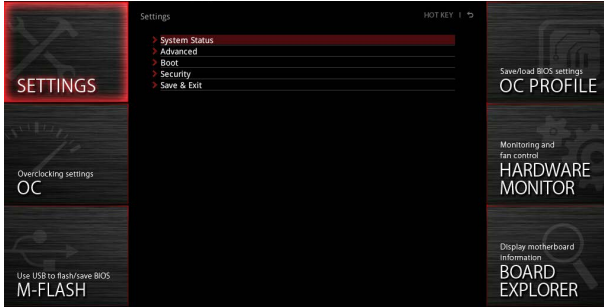 Settings
HOT KEY |
System Status
Advanced
Boot
Security
Save & Exit
SETTINGS
Overclocking settings
OC
Use USB to flash/save BIOS
M-FLASH
Save/load BIOS settings
OC PROFILE
Monitoring and
fan control
HARDWARE
MONITOR
Display motherboard
information
BOARD
EXPLORER